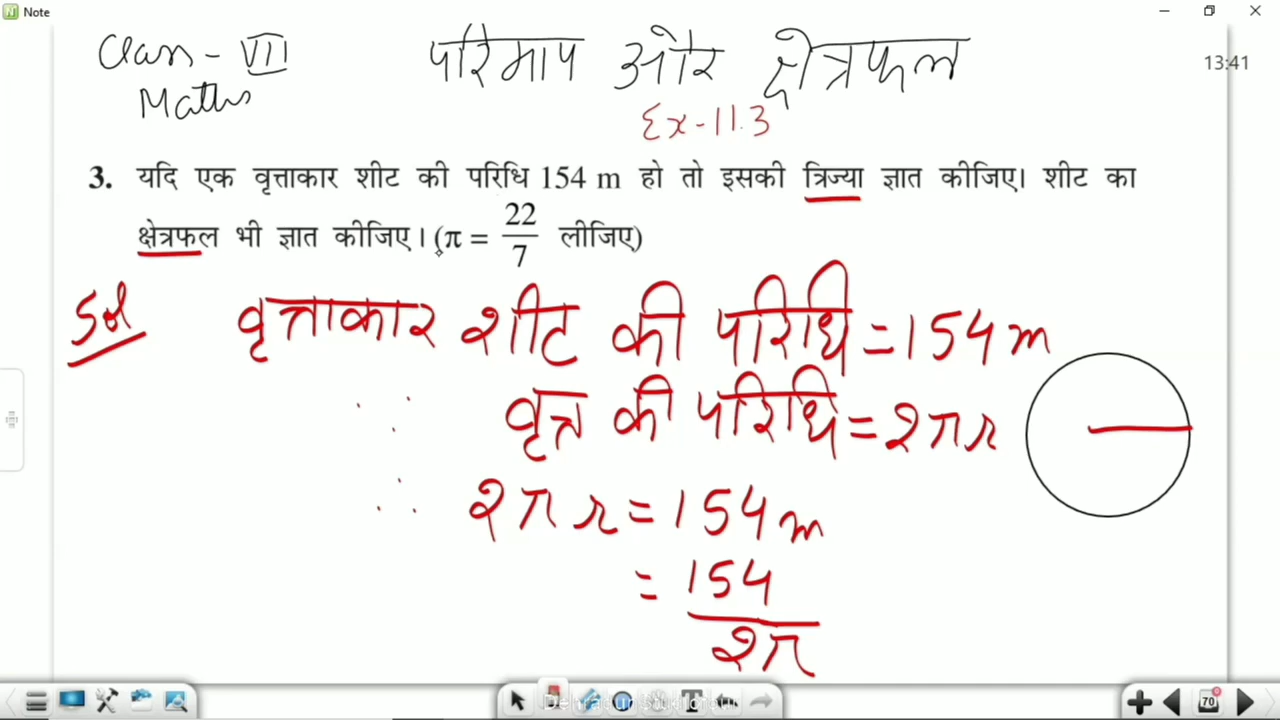 Note
Class - VII परिमाप और क्षेत्रफल
13:41
Maths
Ex-11.3
3. यदि एक वृत्ताकार शीट की परिधि 154 m हो तो इसकी त्रिज्या ज्ञात कीजिए। शीट का
क्षेत्रफल भी ज्ञात कीजिए। (π = 22/7 लीजिए)
Sol वृत्ताकार शीट की परिधि = 154 m
∵ वृत्त की परिधि = 2πr
∴ 2πr = 154 m
= 154
2π
70